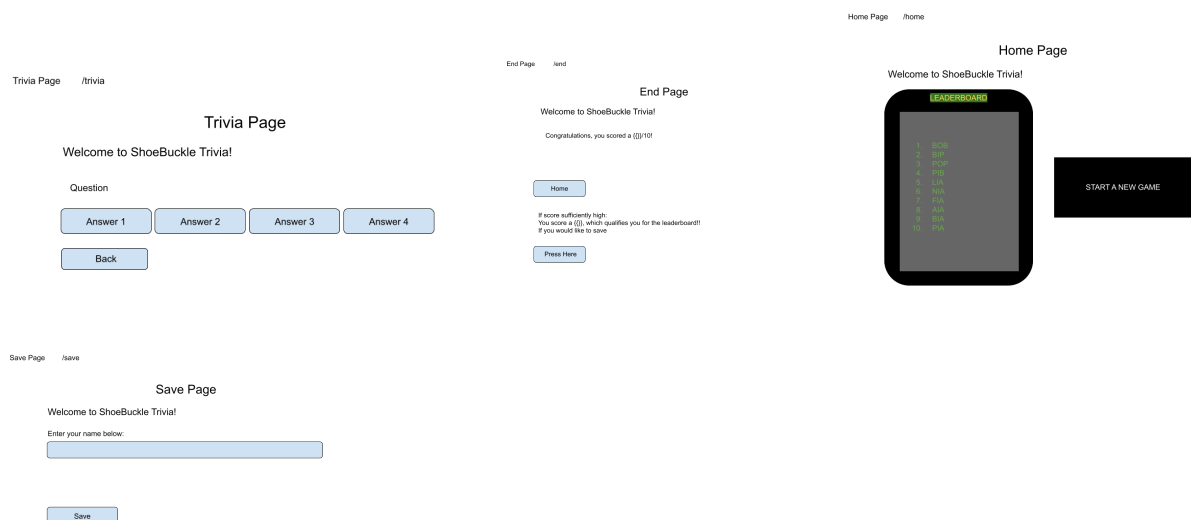 Trivia Page /trivia
Trivia Page
Welcome to ShoeBuckle Trivia!
Question
Answer 1 Answer 2 Answer 3 Answer 4
Back
End Page /end
End Page
Welcome to ShoeBuckle Trivia!
Congratulations, you scored a {{}}/10!
Home
If score sufficiently high:
You score a {{}}, which qualifies you for the leaderboard!!
If you would like to save
Press Here
Home Page /home
Home Page
Welcome to ShoeBuckle Trivia!
LEADERBOARD
1. BOB
2. BIP
3. POP
4. PIB
5. LIA
6. NIA
7. FIA
8. AIA
9. BIA
10. PIA
START A NEW GAME
Save Page /save
Save Page
Welcome to ShoeBuckle Trivia!
Enter your name below:
Save